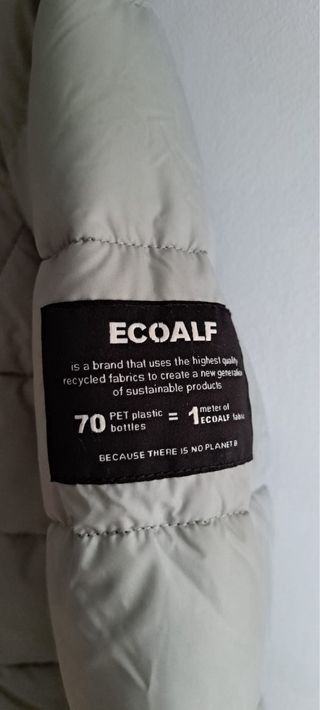 ECOALF
is a brand that uses the highest quality
recycled fabrics to create a new generation
of sustainable products
70 PET plastic bottles = 1 meter of ECOALF fabric
BECAUSE THERE IS NO PLANET B